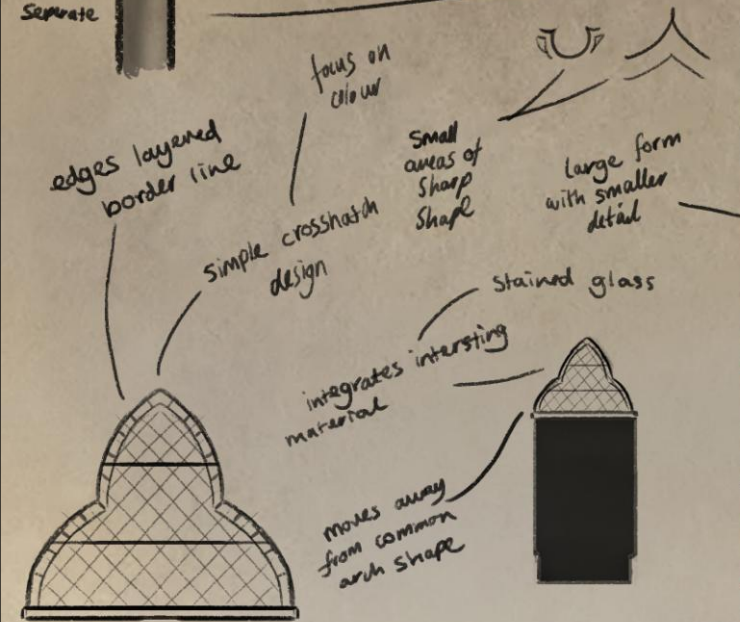 Seperate
focus on
colour
edges layered
border line
simple crosshatch
design
Small
areas of
Sharp
Shape
large form
with smaller
detail
Stained glass
integrates intersting
material
moves away
from common
arch shape